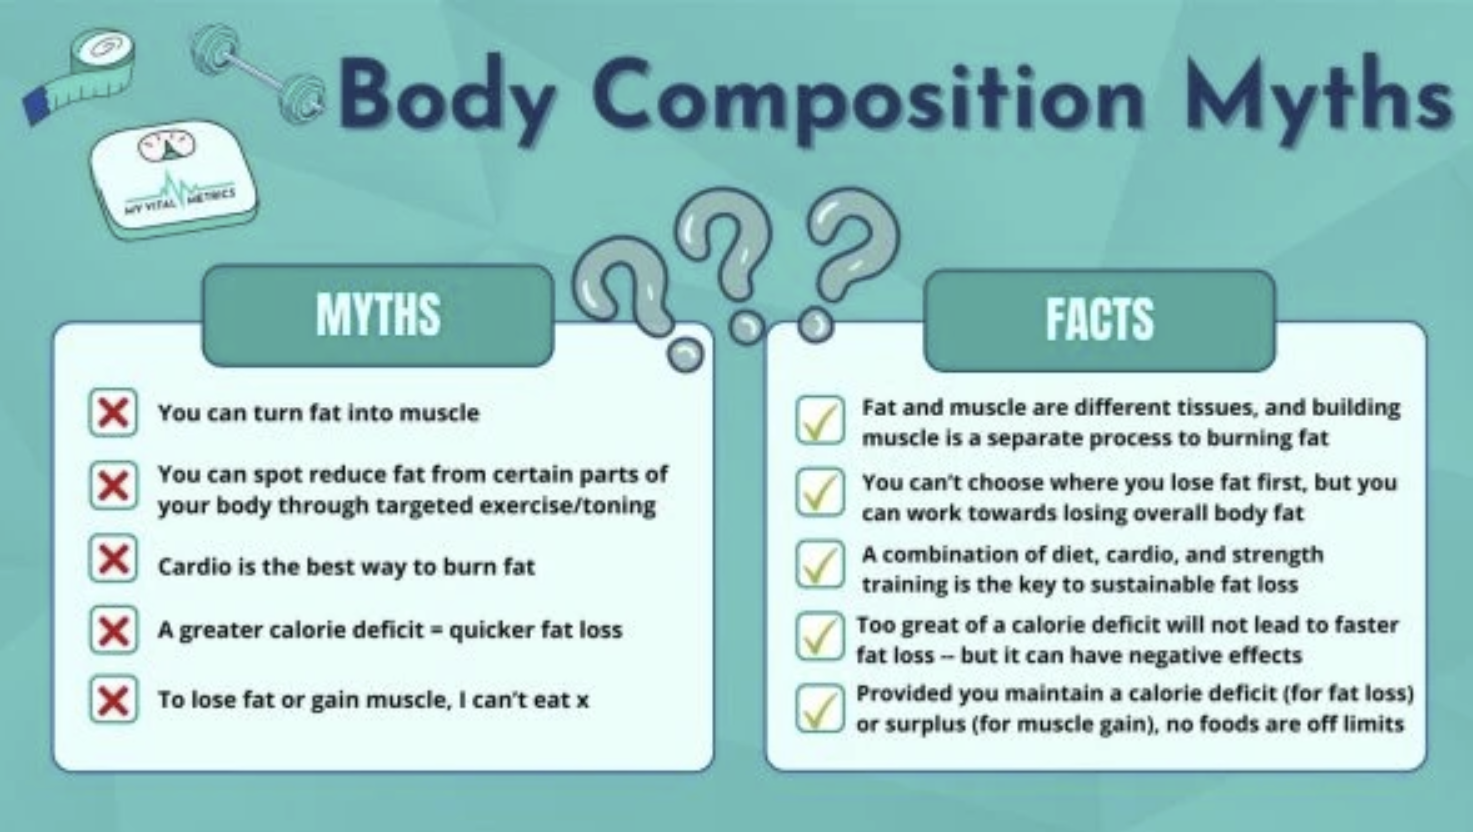 Body Composition Myths
MY VITAL METRICS
MYTHS
You can turn fat into muscle
You can spot reduce fat from certain parts of
your body through targeted exercise/toning
Cardio is the best way to burn fat
A greater calorie deficit = quicker fat loss
To lose fat or gain muscle, I can't eat x
FACTS
Fat and muscle are different tissues, and building
muscle is a separate process to burning fat
You can't choose where you lose fat first, but you
can work towards losing overall body fat
A combination of diet, cardio, and strength
training is the key to sustainable fat loss
Too great of a calorie deficit will not lead to faster
fat loss -- but it can have negative effects
Provided you maintain a calorie deficit (for fat loss)
or surplus (for muscle gain), no foods are off limits